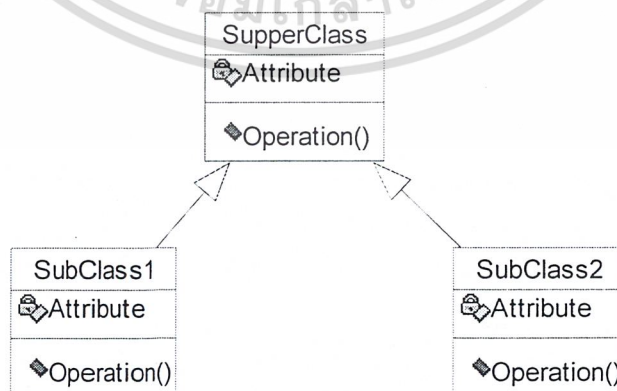 SupperClass
Attribute
Operation()
SubClass1
Attribute
Operation()
SubClass2
Attribute
Operation()